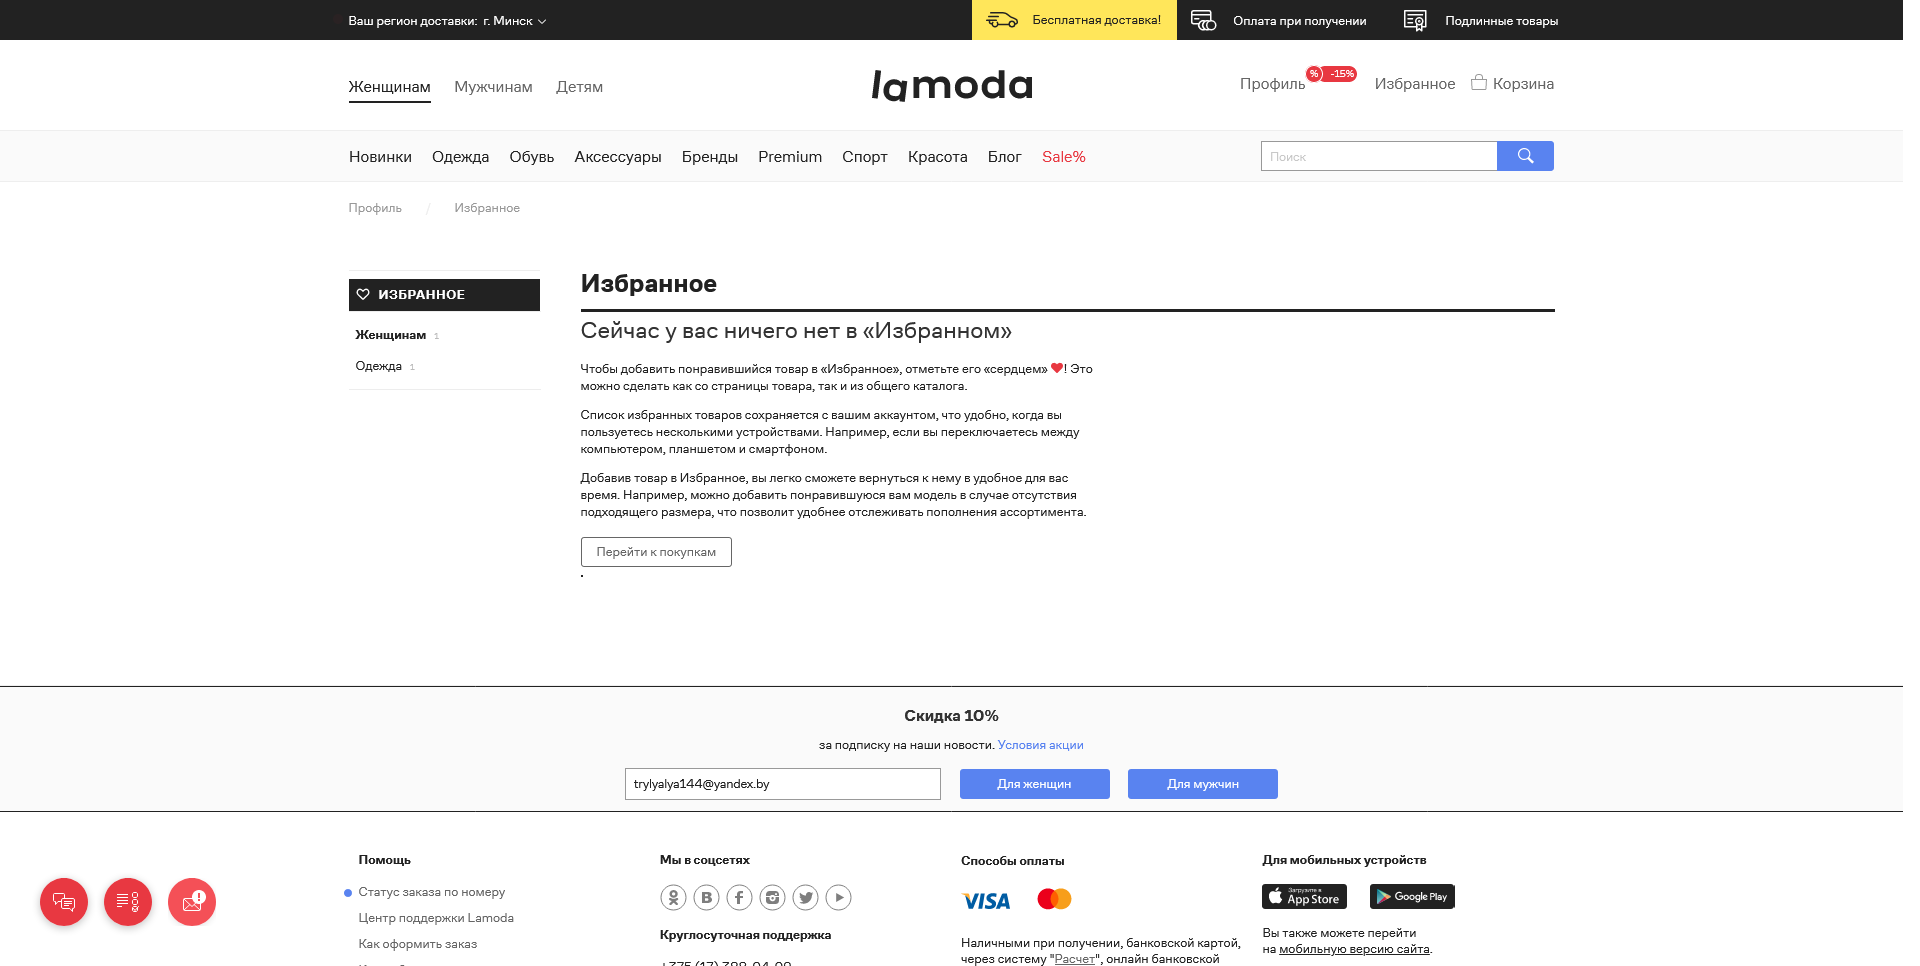 Ваш регион доставки: г. Минск
Бесплатная доставка!
Оплата при получении
Подлинные товары
Женщинам Мужчинам Детям
lamoda
Профиль % -15% Избранное Корзина
Новинки Одежда Обувь Аксессуары Бренды Premium Спорт Красота Блог Sale%
Поиск
Профиль / Избранное
ИЗБРАННОЕ
Женщинам 1
Одежда 1
Избранное
Сейчас у вас ничего нет в «Избранном»
Чтобы добавить понравившийся товар в «Избранное», отметьте его «сердцем» ❤! Это
можно сделать как со страницы товара, так и из общего каталога.
Список избранных товаров сохраняется с вашим аккаунтом, что удобно, когда вы
пользуетесь несколькими устройствами. Например, если вы переключаетесь между
компьютером, планшетом и смартфоном.
Добавив товар в Избранное, вы легко сможете вернуться к нему в удобное для вас
время. Например, можно добавить понравившуюся вам модель в случае отсутствия
подходящего размера, что позволит удобнее отслеживать пополнения ассортимента.
Перейти к покупкам
.
Скидка 10%
за подписку на наши новости. Условия акции
trylyalya144@yandex.by
Для женщин
Для мужчин
Помощь
Статус заказа по номеру
Центр поддержки Lamoda
Как оформить заказ
Мы в соцсетях
Круглосуточная поддержка
Способы оплаты
VISA
Наличными при получении, банковской картой,
через систему "Расчет", онлайн банковской
Для мобильных устройств
Загрузите в
App Store
Google Play
Вы также можете перейти
на мобильную версию сайта.